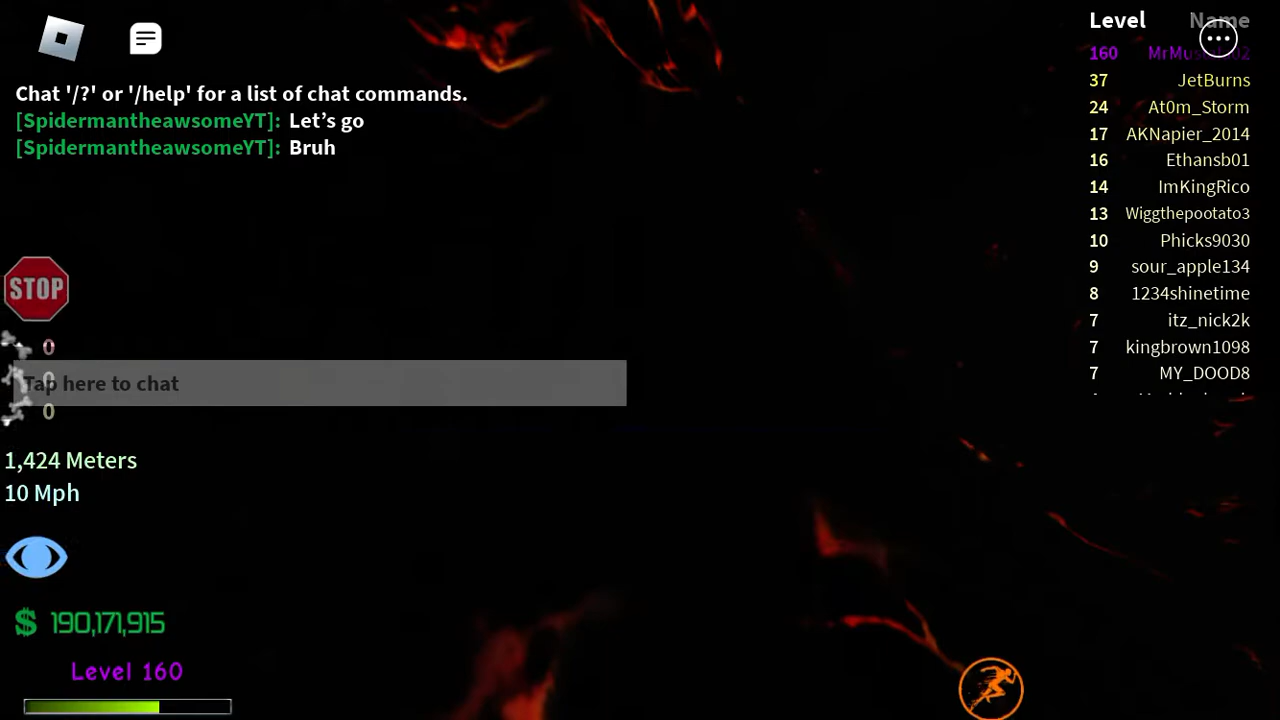 Level Name
160
37 JetBurns
24 At0m_Storm
17 AKNapier_2014
16 Ethansb01
14 ImKingRico
13 Wiggthepootato3
10 Phicks9030
9 sour_apple134
8 1234shinetime
7 itz_nick2k
7 kingbrown1098
7 MY_DOOD8
Chat '/?' or '/help' for a list of chat commands.
[SpidermantheawsomeYT]: Let's go
[SpidermantheawsomeYT]: Bruh
STOP
0
0
Tap here to chat
0
1,424 Meters
10 Mph
$ 190,171,915
Level 160